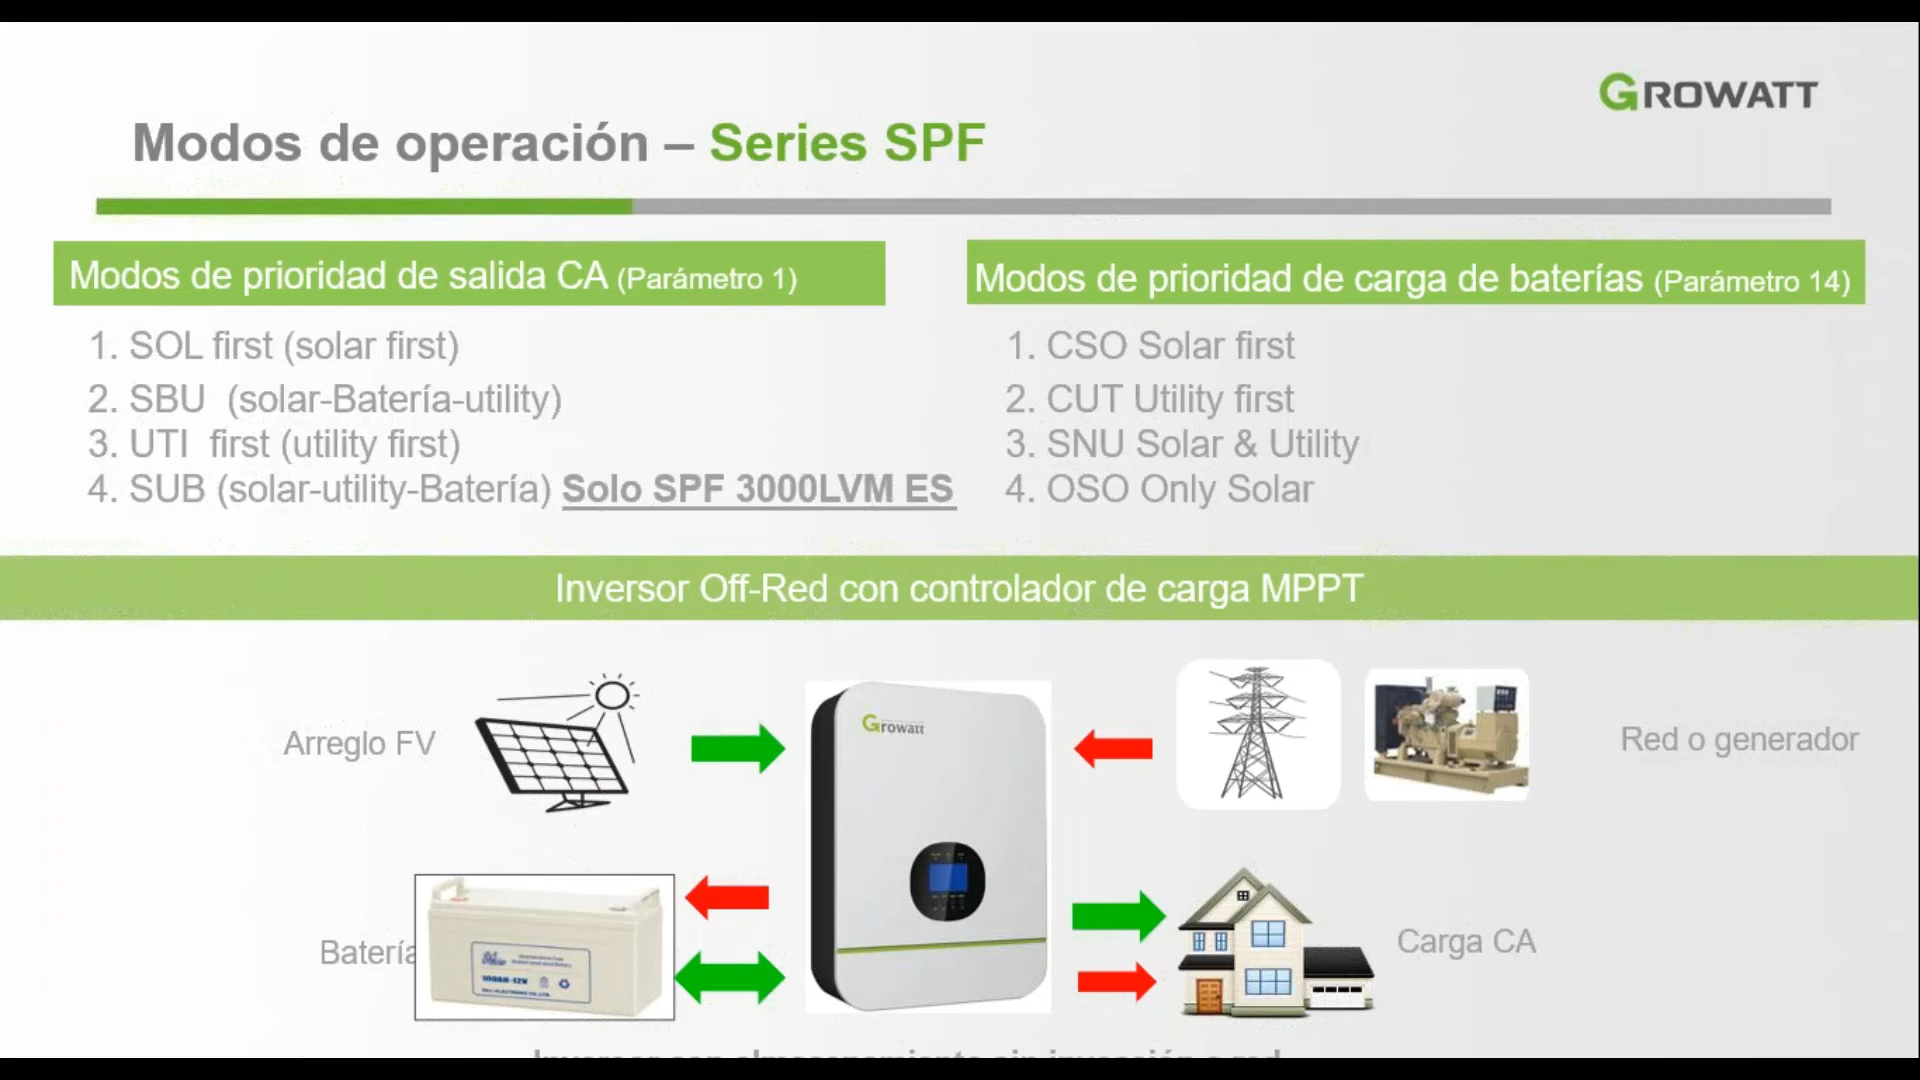 GROWATT
Modos de operación – Series SPF
Modos de prioridad de salida CA (Parámetro 1)
1. SOL first (solar first)
2. SBU (solar-Batería-utility)
3. UTI first (utility first)
4. SUB (solar-utility-Batería) Solo SPF 3000LVM ES
Modos de prioridad de carga de baterías (Parámetro 14)
1. CSO Solar first
2. CUT Utility first
3. SNU Solar & Utility
4. OSO Only Solar
Inversor Off-Red con controlador de carga MPPT
Arreglo FV
Growatt
Red o generador
Batería
100AH-12V
Carga CA